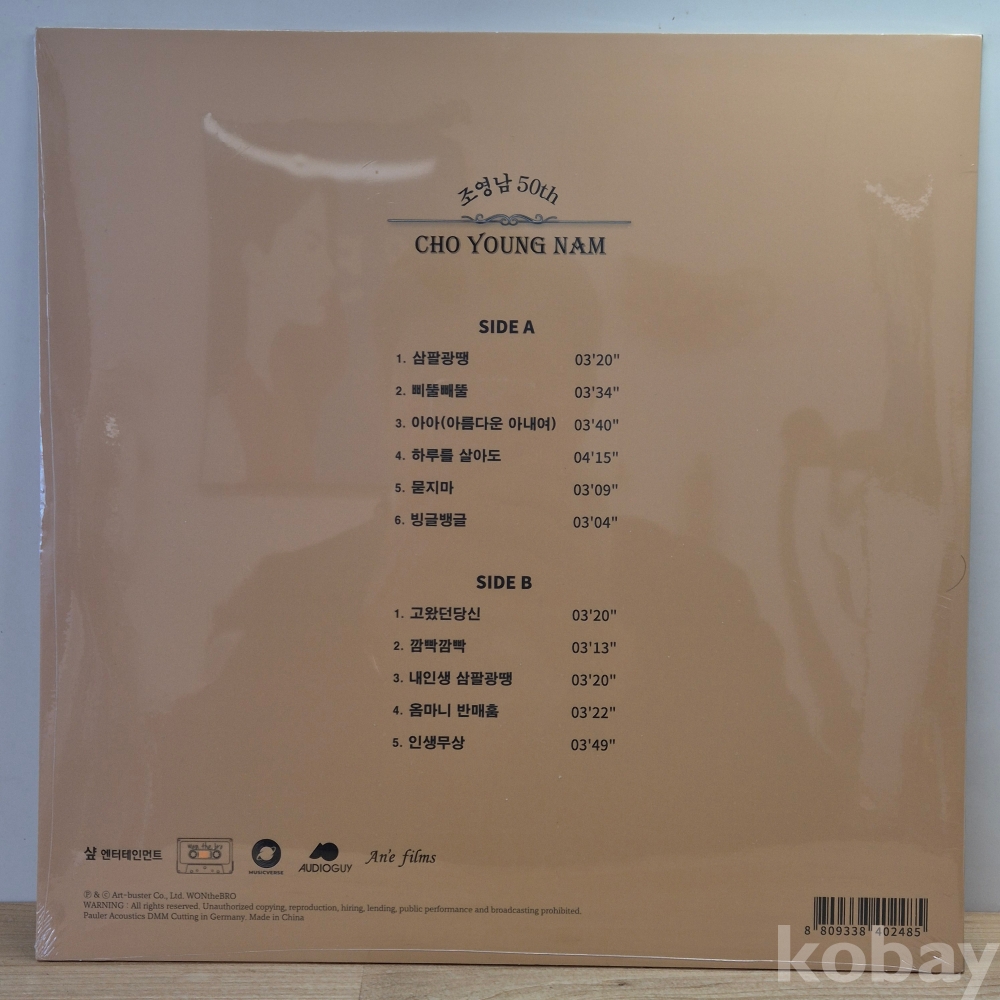 조영남 50th
CHO YOUNG NAM
SIDE A
1. 삼팔광땡 03'20"
2. 삐뚤빼뚤 03'34"
3. 아아(아름다운 아내여) 03'40"
4. 하루를 살아도 04'15"
5. 묻지마 03'09"
6. 빙글뱅글 03'04"
SIDE B
1. 고왔던당신 03'20"
2. 깜빡깜빡 03'13"
3. 내인생 삼팔광땡 03'20"
4. 옴마니 반매홈 03'22"
5. 인생무상 03'49"
샾 엔터테인먼트 MUSICVERSE AUDIOGUY An'e films
Ⓟ & ⓒ Art-buster Co., Ltd. WONtheBRO
WARNING : All rights reserved. Unauthorized copying, reproduction, hiring, lending, public performance and broadcasting prohibited.
Pauler Acoustics DMM Cutting in Germany. Made in China
8 809338 402485
kobay